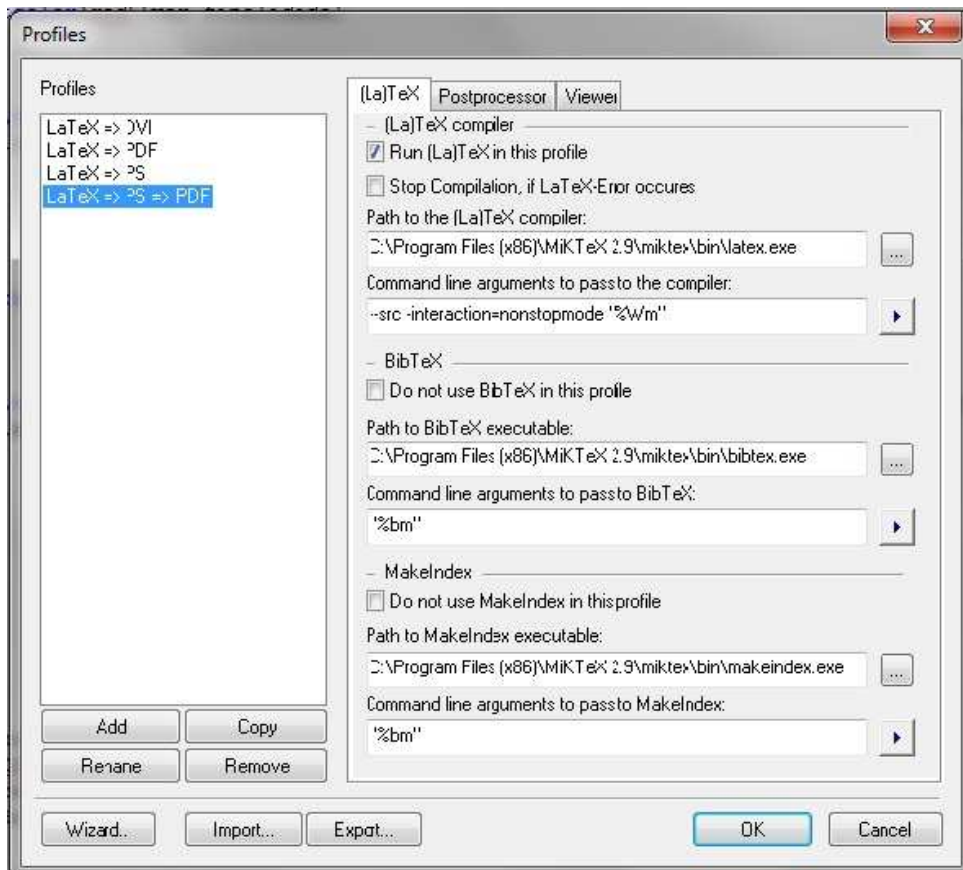 Profiles
Profiles
LaTeX => DVI
LaTeX => PDF
LaTeX => PS
LaTeX => PS => PDF
Add
Copy
Rename
Remove
(La)TeX
Postprocessor
Viewer
(La)TeX compiler
Run (La)TeX in this profile
Stop Compilation, if LaTeX-Error occures
Path to the (La)TeX compiler:
C:\Program Files (x86)\MiKTeX 2.9\miktex\bin\latex.exe
...
Command line arguments to pass to the compiler:
--src -interaction=nonstopmode "%Wm"
BibTeX
Do not use BibTeX in this profile
Path to BibTeX executable:
C:\Program Files (x86)\MiKTeX 2.9\miktex\bin\bibtex.exe
...
Command line arguments to pass to BibTeX:
"%bm"
MakeIndex
Do not use MakeIndex in this profile
Path to MakeIndex executable:
C:\Program Files (x86)\MiKTeX 2.9\miktex\bin\makeindex.exe
...
Command line arguments to pass to MakeIndex:
"%bm"
Wizard..
Import...
Export...
OK
Cancel